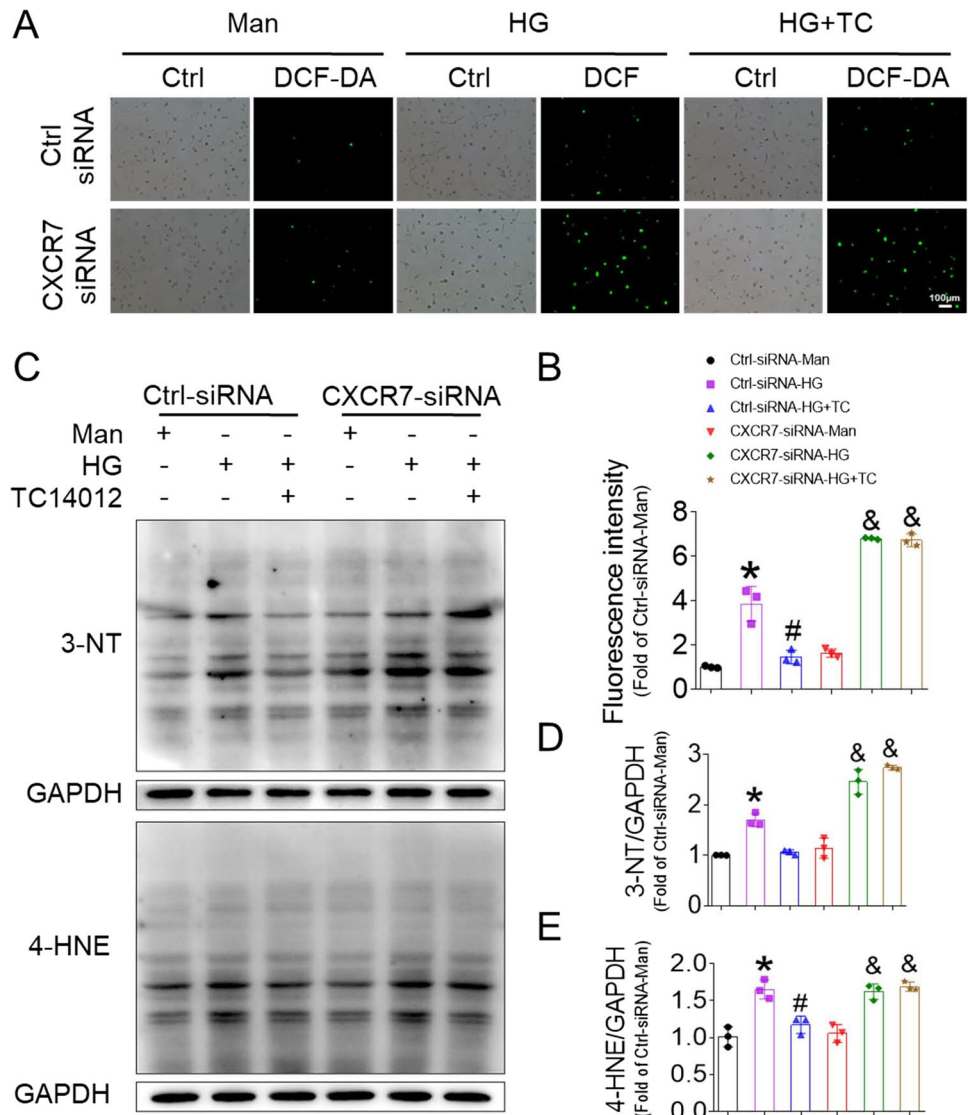 A
Man HG HG+TC
Ctrl DCF-DA Ctrl DCF Ctrl DCF-DA
Ctrl
siRNA
CXCR7
siRNA
100µm
C
Ctrl-siRNA CXCR7-siRNA
Man + - - + - -
HG - + + - + +
TC14012 - - + - - +
3-NT
GAPDH
4-HNE
GAPDH
B
Ctrl-siRNA-Man
Ctrl-siRNA-HG
Ctrl-siRNA-HG+TC
CXCR7-siRNA-Man
CXCR7-siRNA-HG
CXCR7-siRNA-HG+TC
Fluorescence intensity
(Fold of Ctrl-siRNA-Man)
8
6
4
2
0
* # & &
D
3-NT/GAPDH
(Fold of Ctrl-siRNA-Man)
3
2
1
0
* & &
E
4-HNE/GAPDH
(Fold of Ctrl-siRNA-Man)
2.0
1.5
1.0
0.5
0.0
* # & &